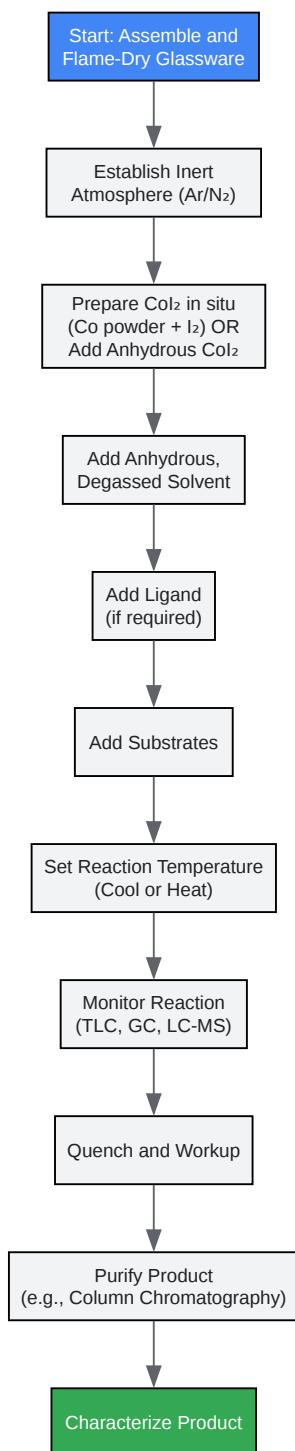 Start: Assemble and
Flame-Dry Glassware
Establish Inert
Atmosphere (Ar/N₂)
Prepare CoI₂ in situ
(Co powder + I₂) OR
Add Anhydrous CoI₂
Add Anhydrous,
Degassed Solvent
Add Ligand
(if required)
Add Substrates
Set Reaction Temperature
(Cool or Heat)
Monitor Reaction
(TLC, GC, LC-MS)
Quench and Workup
Purify Product
(e.g., Column Chromatography)
Characterize Product